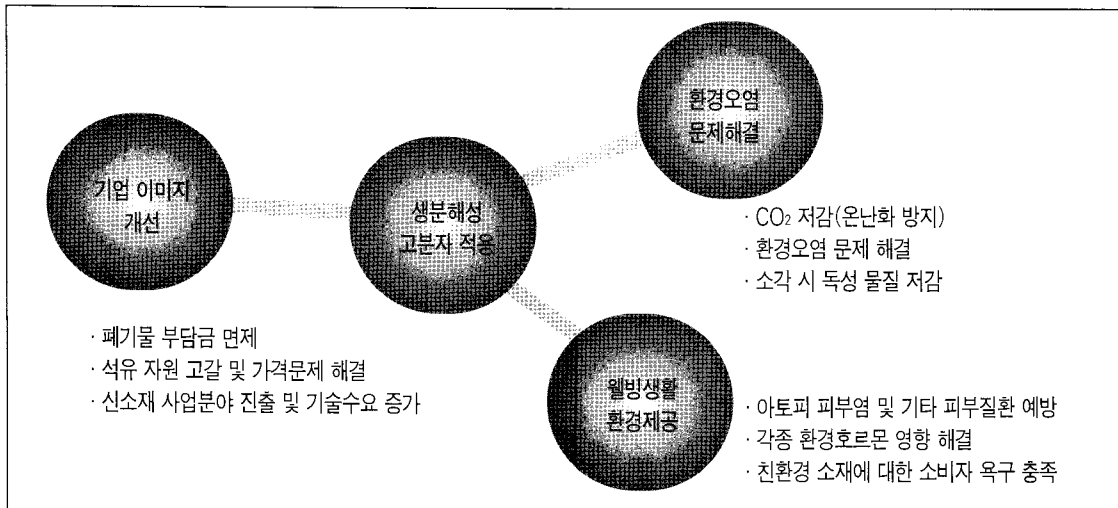 기업 이미지
개선
· 폐기물 부담금 면제
· 석유 자원 고갈 및 가격문제 해결
· 신소재 사업분야 진출 및 기술수요 증가
생분해성
고분자 적용
환경오염
문제해결
· CO₂ 저감(온난화 방지)
· 환경오염 문제 해결
· 소각 시 독성 물질 저감
웰빙생활
환경제공
· 아토피 피부염 및 기타 피부질환 예방
· 각종 환경호르몬 영향 해결
· 친환경 소재에 대한 소비자 욕구 충족